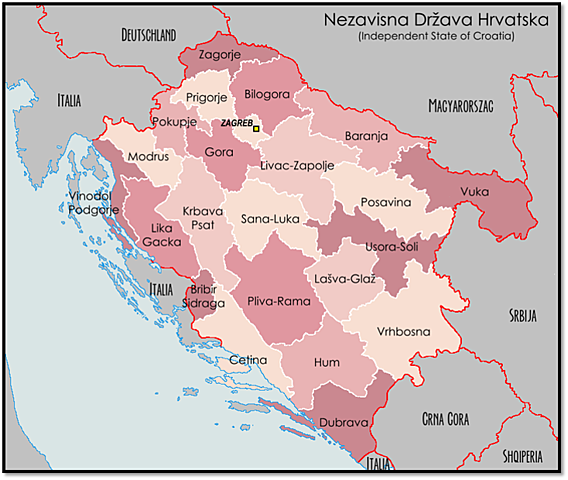 Nezavisna Država Hrvatska
(Independent State of Croatia)
DEUTSCHLAND
Zagorje
ITALIA
Prigorje
Bilogora
MAGYARORSZAC
Pokupje
ZAGREB
Baranja
Modrus
Gora
Livac-Zapolje
Vuka
Vinodol
Podgorje
Posavina
Krbava
Psat
Sana-Luka
Lika
Gacka
Usora-Soli
Lašva-Glaž
ITALIA
Bribir
Sidraga
Pliva-Rama
SRBIJA
Vrhbosna
Cetina
Hum
Dubrava
CRNA GORA
SHQIPERIA
ITALIA